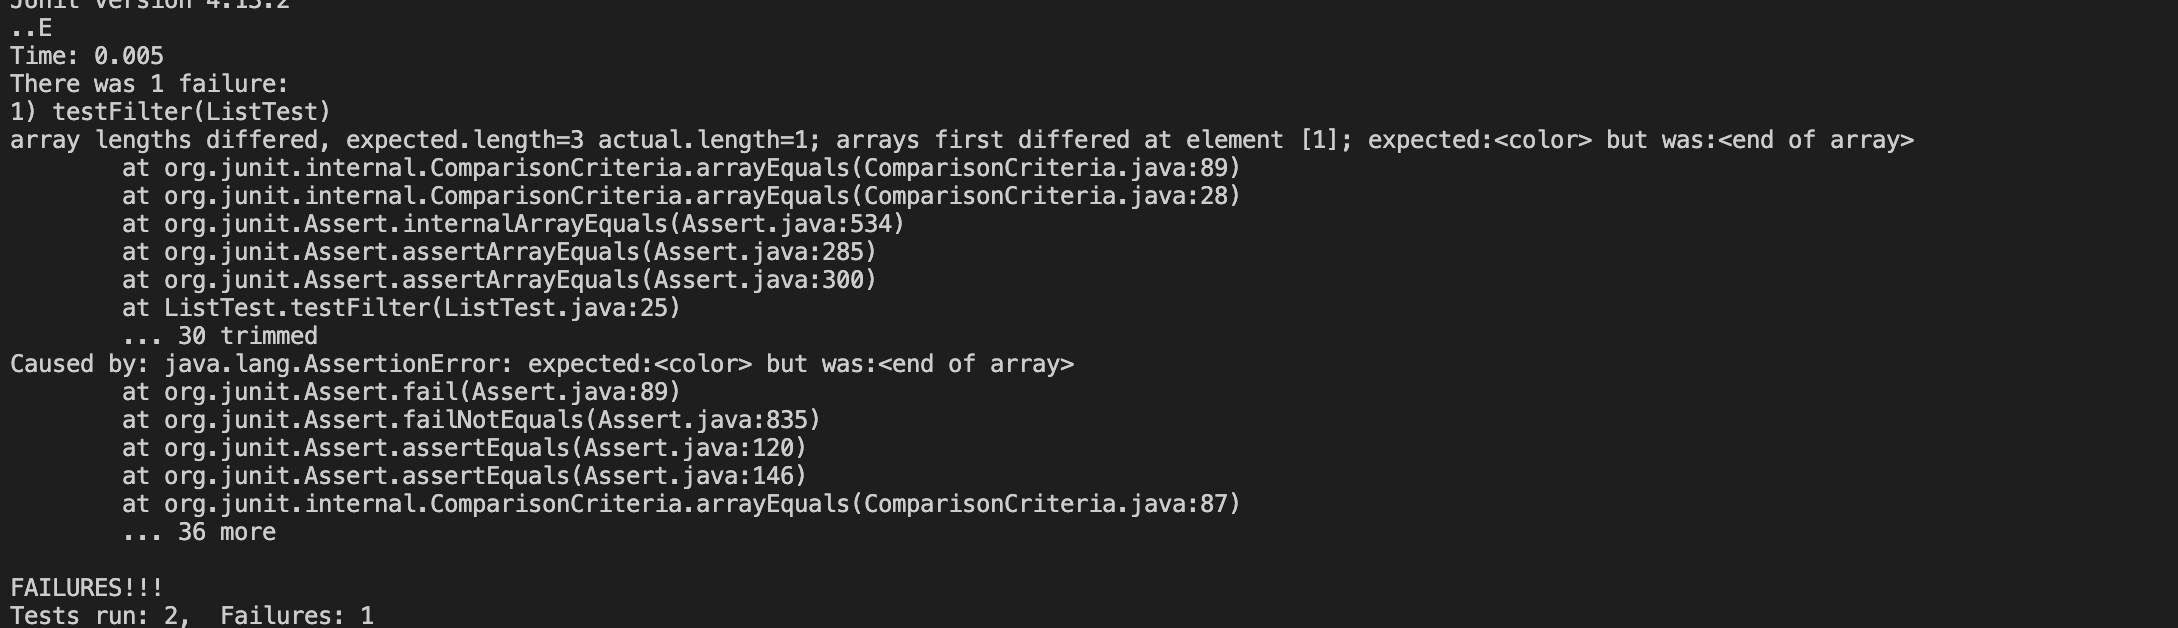 JUnit version 4.13.2
..E
Time: 0.005
There was 1 failure:
1) testFilter(ListTest)
array lengths differed, expected.length=3 actual.length=1; arrays first differed at element [1]; expected:<color> but was:<end of array>
at org.junit.internal.ComparisonCriteria.arrayEquals(ComparisonCriteria.java:89)
at org.junit.internal.ComparisonCriteria.arrayEquals(ComparisonCriteria.java:28)
at org.junit.Assert.internalArrayEquals(Assert.java:534)
at org.junit.Assert.assertArrayEquals(Assert.java:285)
at org.junit.Assert.assertArrayEquals(Assert.java:300)
at ListTest.testFilter(ListTest.java:25)
... 30 trimmed
Caused by: java.lang.AssertionError: expected:<color> but was:<end of array>
at org.junit.Assert.fail(Assert.java:89)
at org.junit.Assert.failNotEquals(Assert.java:835)
at org.junit.Assert.assertEquals(Assert.java:120)
at org.junit.Assert.assertEquals(Assert.java:146)
at org.junit.internal.ComparisonCriteria.arrayEquals(ComparisonCriteria.java:87)
... 36 more
FAILURES!!!
Tests run: 2,  Failures: 1